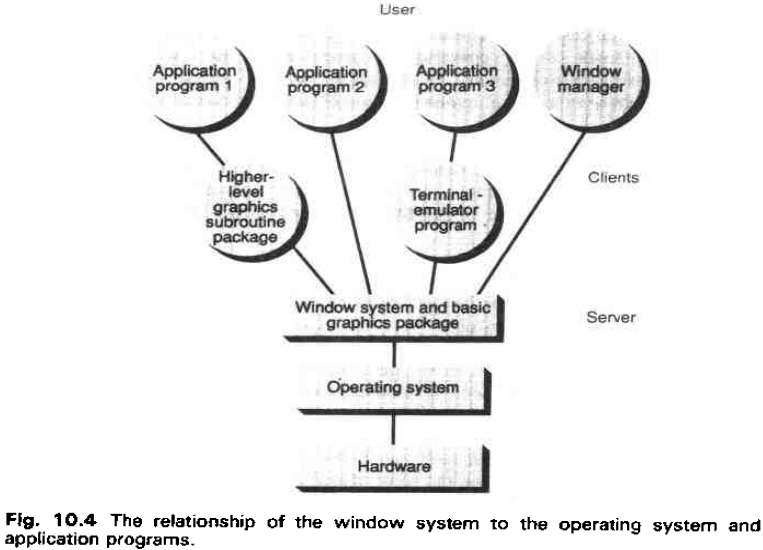 User
Application
program 1
Application
program 2
Application
program 3
Window
manager
Higher-
level
graphics
subroutine
package
Terminal -
emulator
program
Clients
Window system and basic
graphics package
Server
Operating system
Hardware
Fig. 10.4 The relationship of the window system to the operating system and
application programs.